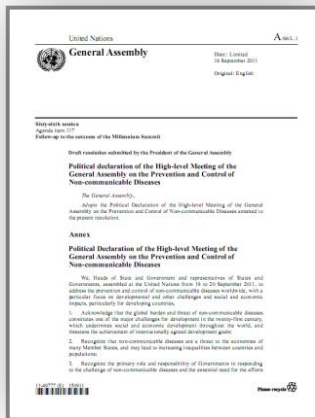 United Nations A/66/L.1
General Assembly Distr.: Limited
16 September 2011
Original: English
Sixty-sixth session
Agenda item 117
Follow-up to the outcome of the Millennium Summit
Draft resolution submitted by the President of the General Assembly
Political declaration of the High-level Meeting of the
General Assembly on the Prevention and Control of
Non-communicable Diseases
The General Assembly,
Adopts the Political Declaration of the High-level Meeting of the General
Assembly on the Prevention and Control of Non-communicable Diseases annexed to
the present resolution.
Annex
Political Declaration of the High-level Meeting of the
General Assembly on the Prevention and Control of
Non-communicable Diseases
We, Heads of State and Government and representatives of States and
Governments, assembled at the United Nations from 19 to 20 September 2011, to
address the prevention and control of non-communicable diseases worldwide, with a
particular focus on developmental and other challenges and social and economic
impacts, particularly for developing countries,
1. Acknowledge that the global burden and threat of non-communicable diseases
constitutes one of the major challenges for development in the twenty-first century,
which undermines social and economic development throughout the world, and
threatens the achievement of internationally agreed development goals;
2. Recognize that non-communicable diseases are a threat to the economies of
many Member States, and may lead to increasing inequalities between countries and
populations;
3. Recognize the primary role and responsibility of Governments in responding
to the challenge of non-communicable diseases and the essential need for the efforts
11-49777 (E) 150911
Please recycle